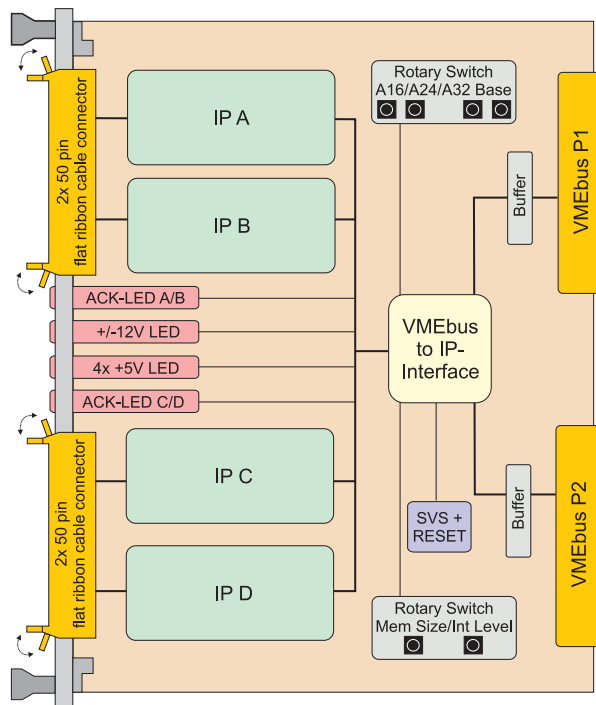 Rotary Switch
A16/A24/A32 Base
IP A
2x 50 pin
flat ribbon cable connector
IP B
Buffer
VMEbus P1
ACK-LED A/B
+/-12V LED
4x +5V LED
ACK-LED C/D
VMEbus
to IP-
Interface
2x 50 pin
flat ribbon cable connector
IP C
IP D
SVS +
RESET
Buffer
VMEbus P2
Rotary Switch
Mem Size/Int Level